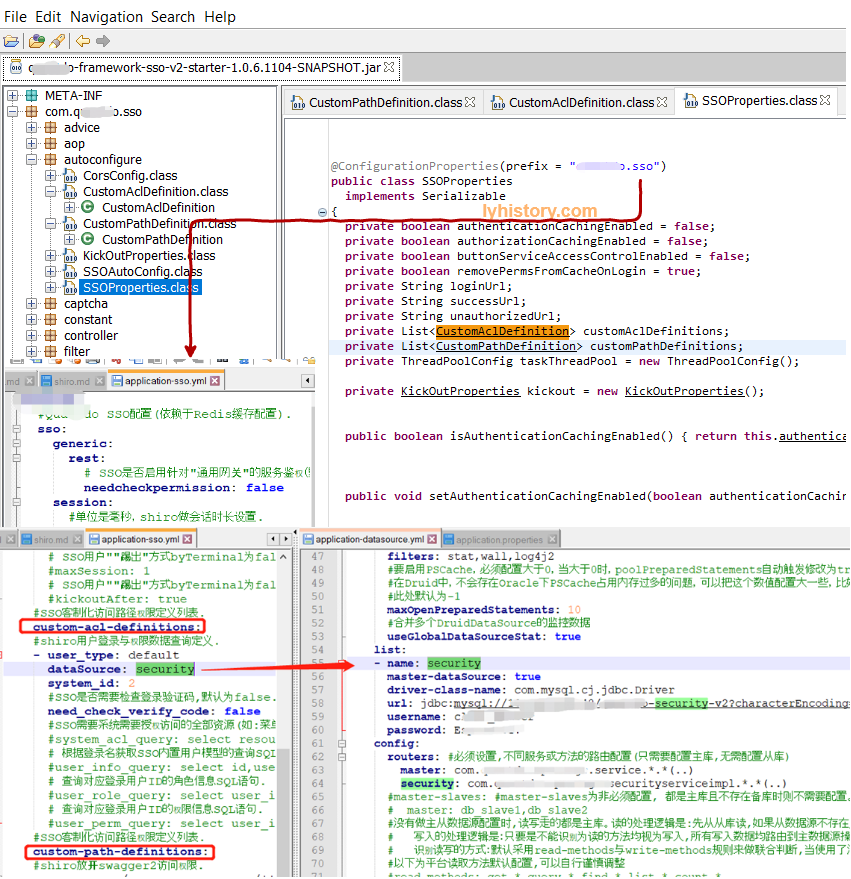 File Edit Navigation Search Help
do-framework-sso-v2-starter-1.0.6.1104-SNAPSHOT.jar
META-INF
com.q o.sso
advice
aop
autoconfigure
CorsConfig.class
CustomAclDefinition.class
CustomAclDefinition
CustomPathDefinition.class
CustomPathDefinition
KickOutProperties.class
SSOAutoConfig.class
SSOProperties.class
captcha
constant
controller
filter
CustomPathDefinition.class
CustomAclDefinition.class
SSOProperties.class
@ConfigurationProperties(prefix = " o.sso")
public class SSOProperties
implements Serializable
lyhistory.com
{
private boolean authenticationCachingEnabled = false;
private boolean authorizationCachingEnabled = false;
private boolean buttonServiceAccessControlEnabled = false;
private boolean removePermsFromCacheOnLogin = true;
private String loginUrl;
private String successUrl;
private String unauthorizedUrl;
private List<CustomAclDefinition> customAclDefinitions;
private List<CustomPathDefinition> customPathDefinitions;
private ThreadPoolConfig taskThreadPool = new ThreadPoolConfig();
private KickOutProperties kickout = new KickOutProperties();
public boolean isAuthenticationCachingEnabled() { return this.authentica
public void setAuthenticationCachingEnabled(boolean authenticationCaching
.md
shiro.md
application-sso.yml
do SSO配置(依赖于Redis缓存配置).
sso:
generic:
rest:
# SSO是否启用针对"通用网关"的服务鉴权
needcheckpermission: false
session:
#单位是毫秒，shiro做会话时长设置.
shiro.md
application-sso.yml
# SSO用户""踢出"方式byTerminal为fal
#maxSession: 1
# SSO用户""踢出"方式byTerminal为fal
#kickoutAfter: true
#SSO客制化访问路径权限定义列表.
custom-acl-definitions:
#shiro用户登录与权限数据查询定义.
- user_type: default
dataSource: security
system_id: 2
#SSO是否需要检查登录验证码,默认为false.
need_check_verify_code: false
#SSO需要系统需要授权访问的全部资源(如:菜单
#system_acl_query: select resou
# 根据登录名获取SSO内置用户模型的查询SQL
#user_info_query: select id,use
# 查询对应登录用户ID的角色信息SQL语句.
#user_role_query: select user_i
# 查询对应登录用户ID的权限信息SQL语句.
#user_perm_query: select user_i
#SSO客制化访问路径权限定义列表.
custom-path-definitions:
#shiro放开swagger2访问权限.
application-datasource.yml
application.properties
47 filters: stat,wall,log4j2
48 #要启用PSCache，必须配置大于0，当大于0时，poolPreparedStatements自动触发修改为tr
49 #在Druid中，不会存在Oracle下PSCache占用内存过多的问题，可以把这个数值配置大一些，比如
50 #此处默认为-1
51 maxOpenPreparedStatements: 10
52 #合并多个DruidDataSource的监控数据
53 useGlobalDataSourceStat: true
54 list:
55 - name: security
56 master-dataSource: true
57 driver-class-name: com.mysql.cj.jdbc.Driver
58 url: jdbc:mysql:// -security-v2?characterEncoding
59 username:
60 password:
61 config:
62 routers: #必须设置,不同服务或方法的路由配置(只需要配置主库,无需配置从库)
63 master: com. .service.*.*(..)
64 security: com. securityserviceimpl.*.*(..)
65 #master-slaves: #master-slaves为非必须配置, 都是主库且不存在备库时则不需要配置。
66 # master: db_slave1,db_slave2
67 #没有做主从数据源配置时,读写走的都是主库。读的处理逻辑是:先从从库读,如果从数据源不存在
68 # 写入的处理逻辑是:只要是不能识别为读的方法均视为写入,所有写入数据均路由到主数据源操
69 # 识别读写的方式:默认采用read-methods与write-methods规则来做联合判断,当使用了
70 #以下为平台读取方法默认配置,可以自行谨慎调整
71 #read-methods: get.*,query.*,find.*,list.*,count.*